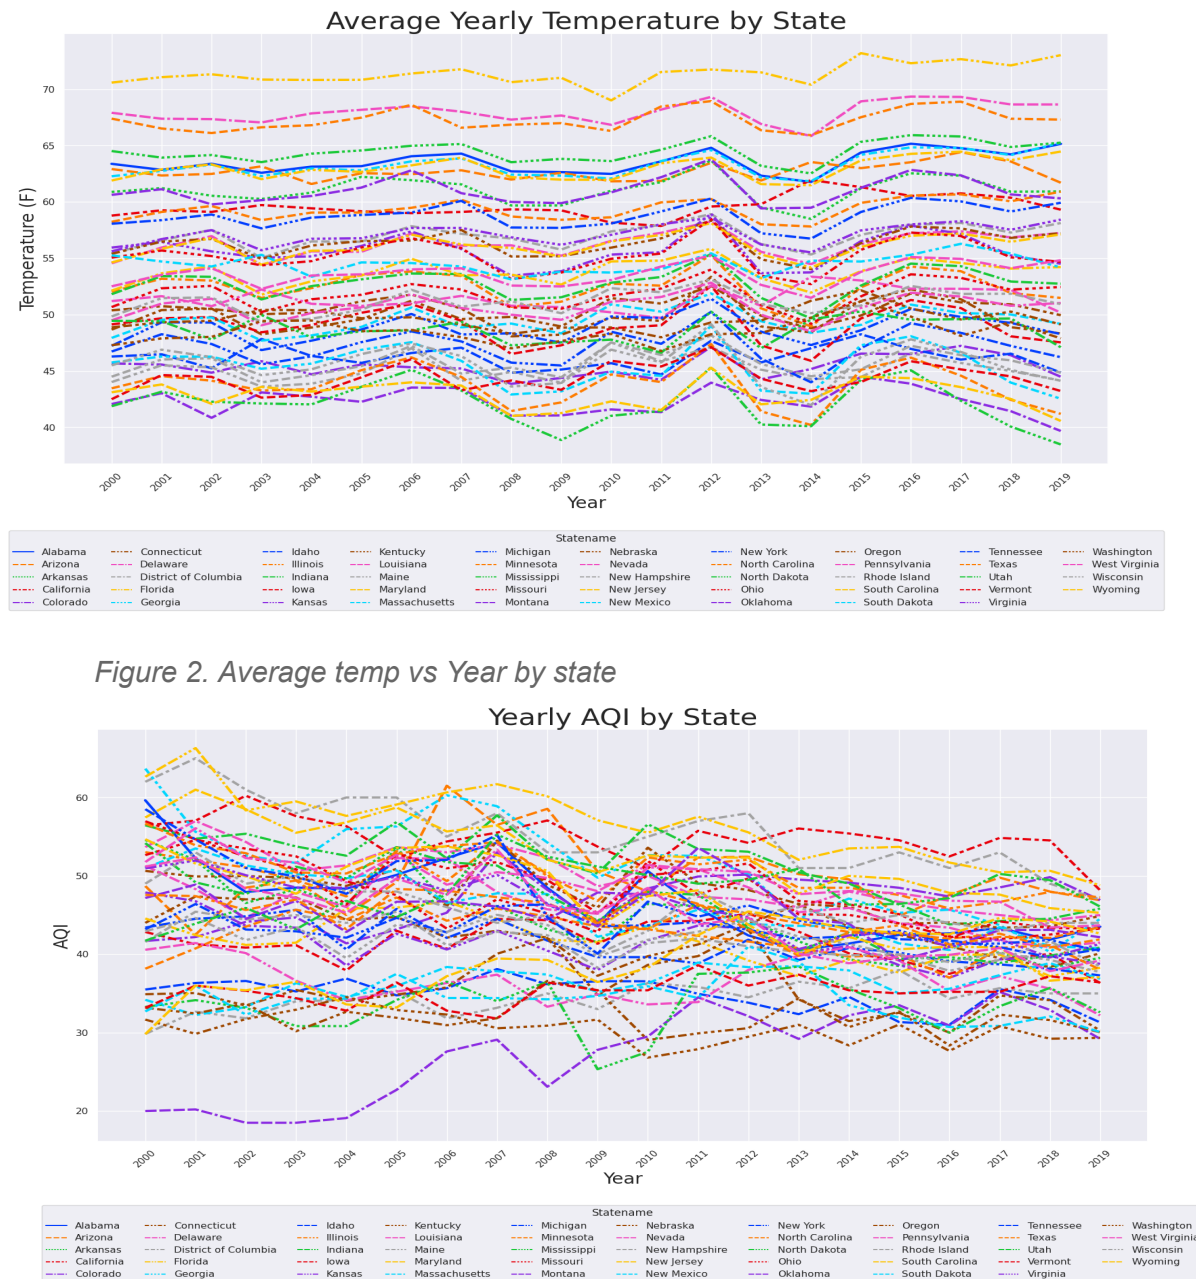 Average Yearly Temperature by State
Temperature (F)
70
65
60
55
50
45
40
2000 2001 2002 2003 2004 2005 2006 2007 2008 2009 2010 2011 2012 2013 2014 2015 2016 2017 2018 2019
Year
Statename
Alabama Connecticut Idaho Kentucky Michigan Nebraska New York Oregon Tennessee Washington
Arizona Delaware Illinois Louisiana Minnesota Nevada North Carolina Pennsylvania Texas West Virginia
Arkansas District of Columbia Indiana Maine Mississippi New Hampshire North Dakota Rhode Island Utah Wisconsin
California Florida Iowa Maryland Missouri New Jersey Ohio South Carolina Vermont Wyoming
Colorado Georgia Kansas Massachusetts Montana New Mexico Oklahoma South Dakota Virginia
Figure 2. Average temp vs Year by state
Yearly AQI by State
AQI
60
50
40
30
20
2000 2001 2002 2003 2004 2005 2006 2007 2008 2009 2010 2011 2012 2013 2014 2015 2016 2017 2018 2019
Year
Statename
Alabama Connecticut Idaho Kentucky Michigan Nebraska New York Oregon Tennessee Washington
Arizona Delaware Illinois Louisiana Minnesota Nevada North Carolina Pennsylvania Texas West Virginia
Arkansas District of Columbia Indiana Maine Mississippi New Hampshire North Dakota Rhode Island Utah Wisconsin
California Florida Iowa Maryland Missouri New Jersey Ohio South Carolina Vermont Wyoming
Colorado Georgia Kansas Massachusetts Montana New Mexico Oklahoma South Dakota Virginia